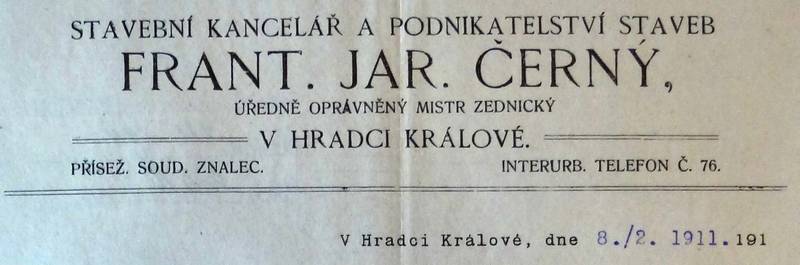 STAVEBNÍ KANCELÁŘ A PODNIKATELSTVÍ STAVEB
FRANT. JAR. ČERNÝ,
ÚŘEDNĚ OPRÁVNĚNÝ MISTR ZEDNICKÝ
V HRADCI KRÁLOVÉ.
PŘÍSEŽ. SOUD. ZNALEC. INTERURB. TELEFON Č. 76.
V Hradci Králové, dne 8./2. 1911. 191